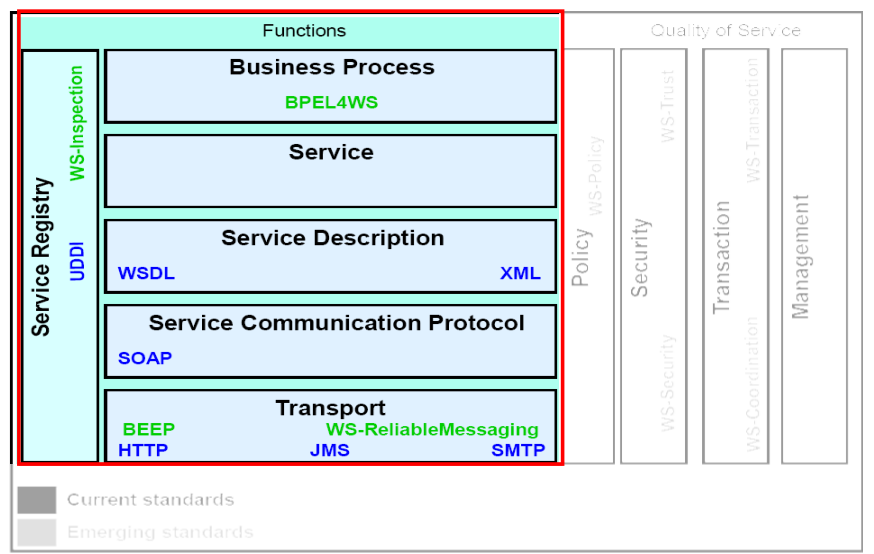 Functions
Quality of Service
Service Registry
WS-Inspection
UDDI
Business Process
BPEL4WS
Service
Service Description
WSDL XML
Service Communication Protocol
SOAP
Transport
BEEP WS-ReliableMessaging
HTTP JMS SMTP
Policy
WS-Policy
Security
WS-Trust
WS-Security
Transaction
WS-Transaction
WS-Coordination
Management
Current standards
Emerging standards